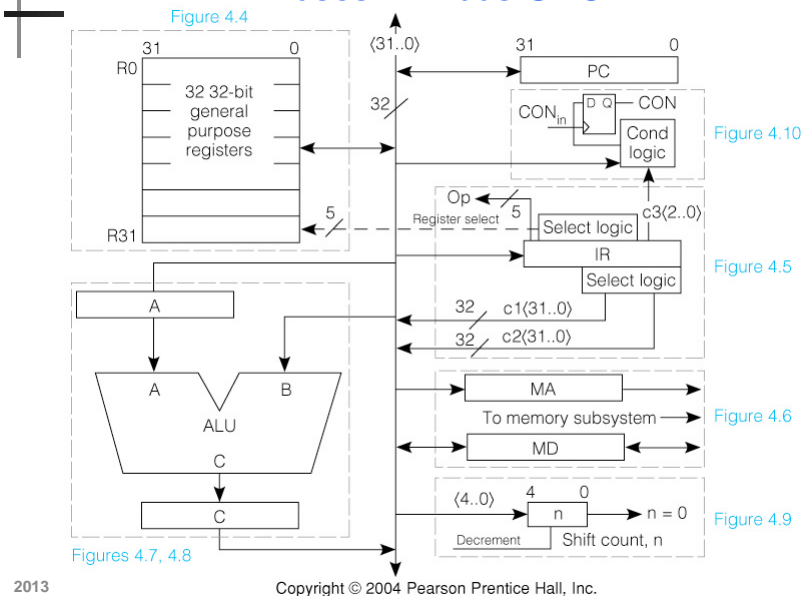 Figure 4.4
31 0
R0
32 32-bit
general
purpose
registers
R31
⟨31..0⟩
32
31 0
PC
D Q
CON
CONin
Cond
logic
Figure 4.10
Op
5
Register select
5
c3⟨2..0⟩
Select logic
IR
Select logic
Figure 4.5
32 c1⟨31..0⟩
32 c2⟨31..0⟩
A
A B
ALU
C
C
Figures 4.7, 4.8
MA
To memory subsystem
MD
Figure 4.6
⟨4..0⟩
4 0
n
n = 0
Decrement
Shift count, n
Figure 4.9
2013
Copyright © 2004 Pearson Prentice Hall, Inc.